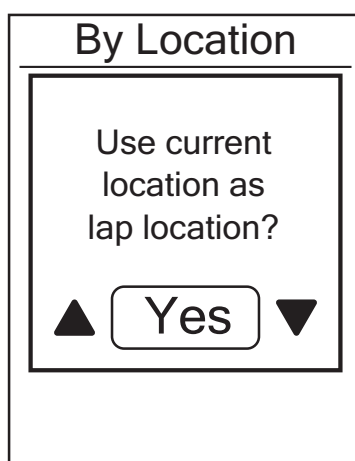 By Location
Use current
location as
lap location?
Yes